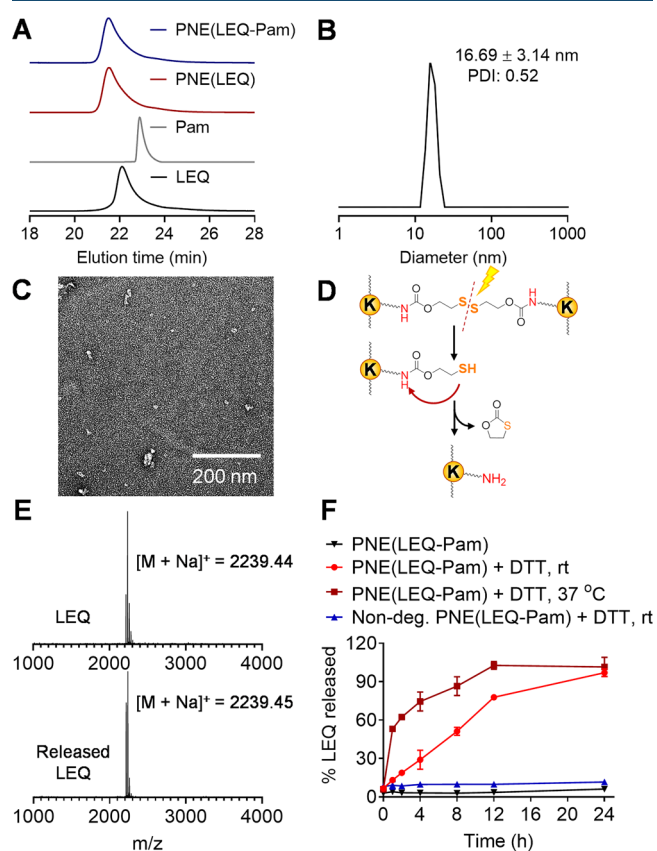 A
PNE(LEQ-Pam)
PNE(LEQ)
Pam
LEQ
18 20 22 24 26 28
Elution time (min)
B
16.69 ± 3.14 nm
PDI: 0.52
1 10 100 1000
Diameter (nm)
C
200 nm
D
K N H O O S S O O H N K
K N H O O SH
O O S
K NH2
E
[M + Na]+ = 2239.44
LEQ
1000 2000 3000 4000
[M + Na]+ = 2239.45
Released
LEQ
1000 2000 3000 4000
m/z
F
PNE(LEQ-Pam)
PNE(LEQ-Pam) + DTT, rt
PNE(LEQ-Pam) + DTT, 37 °C
Non-deg. PNE(LEQ-Pam) + DTT, rt
% LEQ released
120
90
60
30
0
0 4 8 12 16 20 24
Time (h)